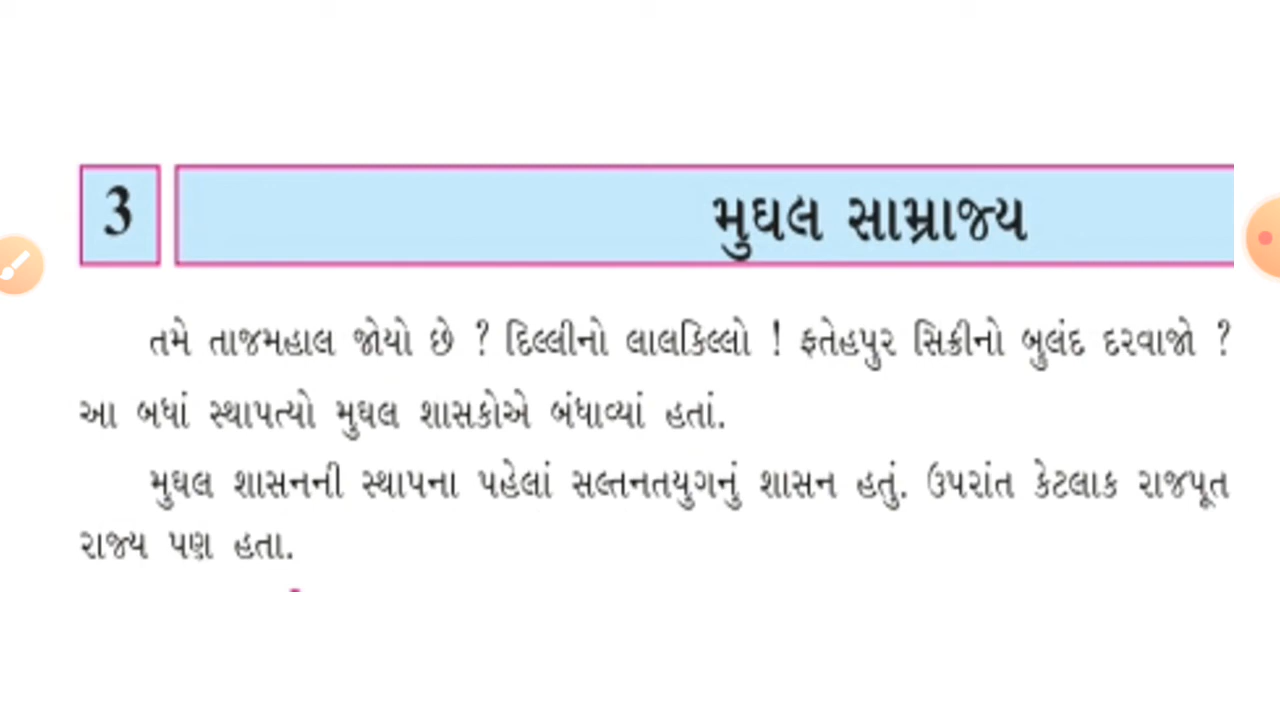 3
મુઘલ સામ્રાજ્ય
તમે તાજમહાલ જોયો છે ? દિલ્લીનો લાલકિલ્લો ! ફતેહપુર સિક્રીનો બુલંદ દરવાજો ?
આ બધાં સ્થાપત્યો મુઘલ શાસકોએ બંધાવ્યાં હતાં.
મુઘલ શાસનની સ્થાપના પહેલાં સલ્તનતયુગનું શાસન હતું. ઉપરાંત કેટલાક રાજપૂત
રાજ્ય પણ હતા.